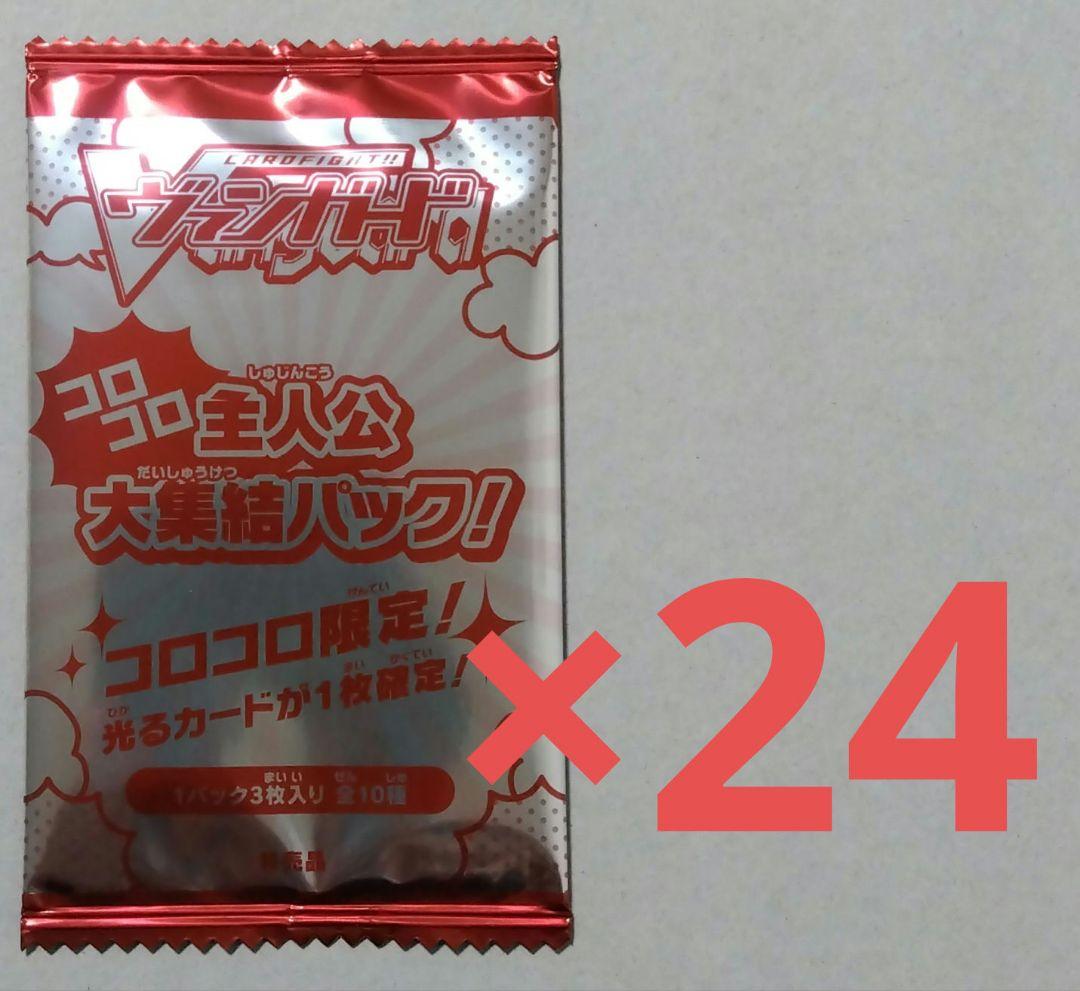 CARDFIGHT!!
ヴァンガード
Vanguard
コロ
コロ
しゅじんこう
主人公
だいしゅうけつ
大集結パック!
げんてい
コロコロ限定!
まい かくてい
ひか
光るカードが1枚確定!
まいい ぜん しゅ
1パック3枚入り 全10種
非売品
×24